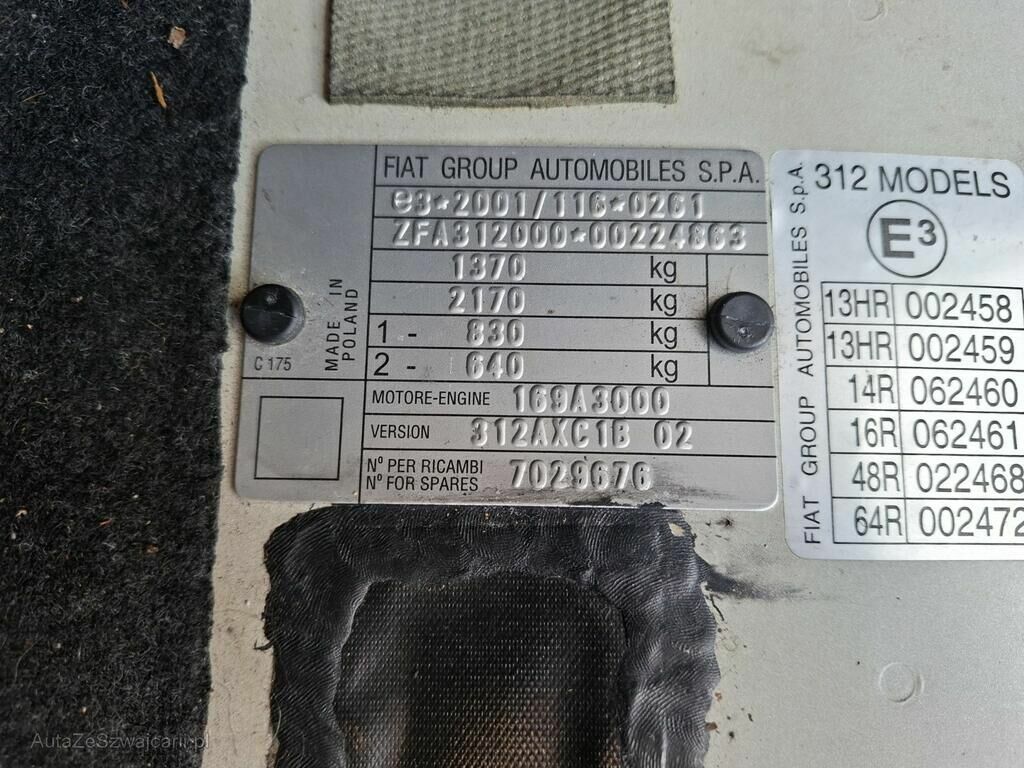 FIAT GROUP AUTOMOBILES S.P.A.
e3*2001/116*0261
ZFA312000*00224863
1370 kg
2170 kg
1 - 830 kg
2 - 640 kg
MOTORE-ENGINE 169A3000
VERSION 312AXC1B 02
Nº PER RICAMBI
Nº FOR SPARES 7029676
MADE IN
POLAND
C 175
312 MODELS
E3
FIAT GROUP AUTOMOBILES S.p.A.
13HR 002458
13HR 002459
14R 062460
16R 062461
48R 022468
64R 002472
AutaZeSzwajcarii.pl